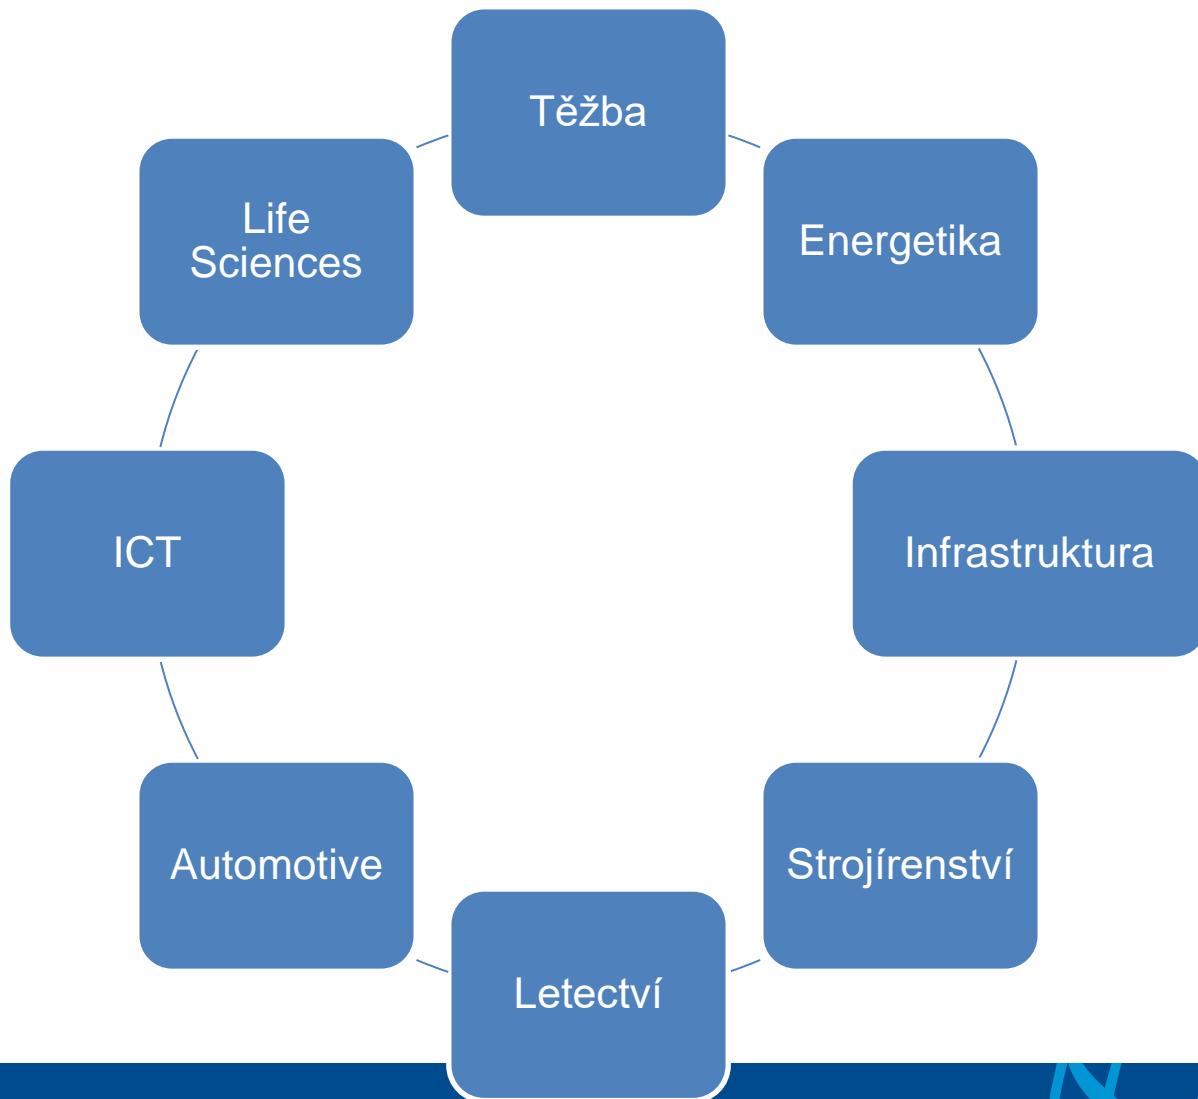 Těžba
Energetika
Infrastruktura
Strojírenství
Letectví
Automotive
ICT
Life
Sciences